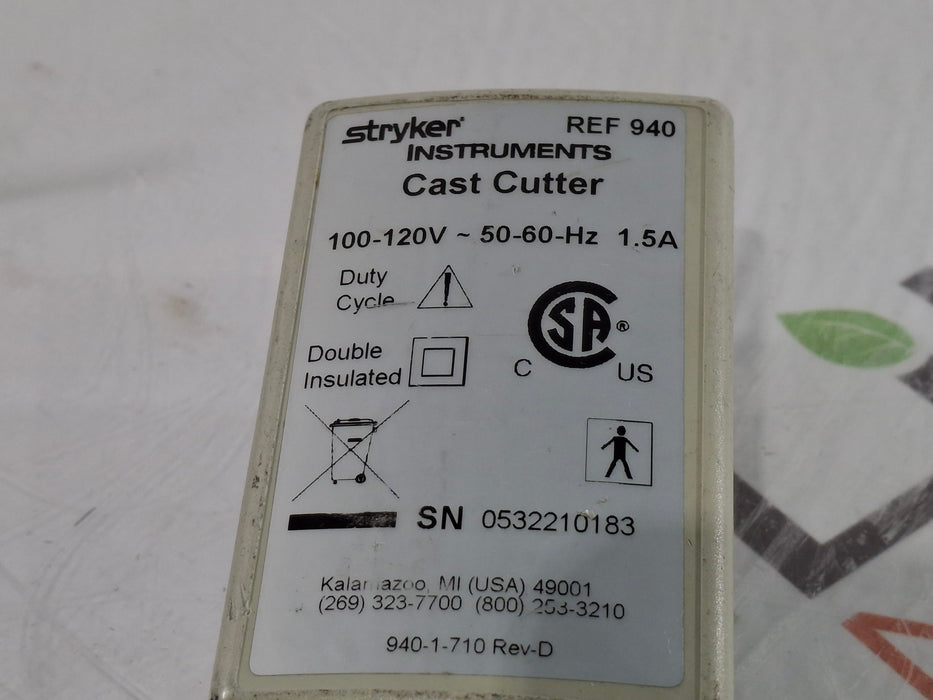 stryker®
REF 940
INSTRUMENTS
Cast Cutter
100-120V ~ 50-60-Hz 1.5A
Duty
Cycle
!
CSA®
C US
Double
Insulated
SN 0532210183
Kalamazoo, MI (USA) 49001
(269) 323-7700 (800) 253-3210
940-1-710 Rev-D